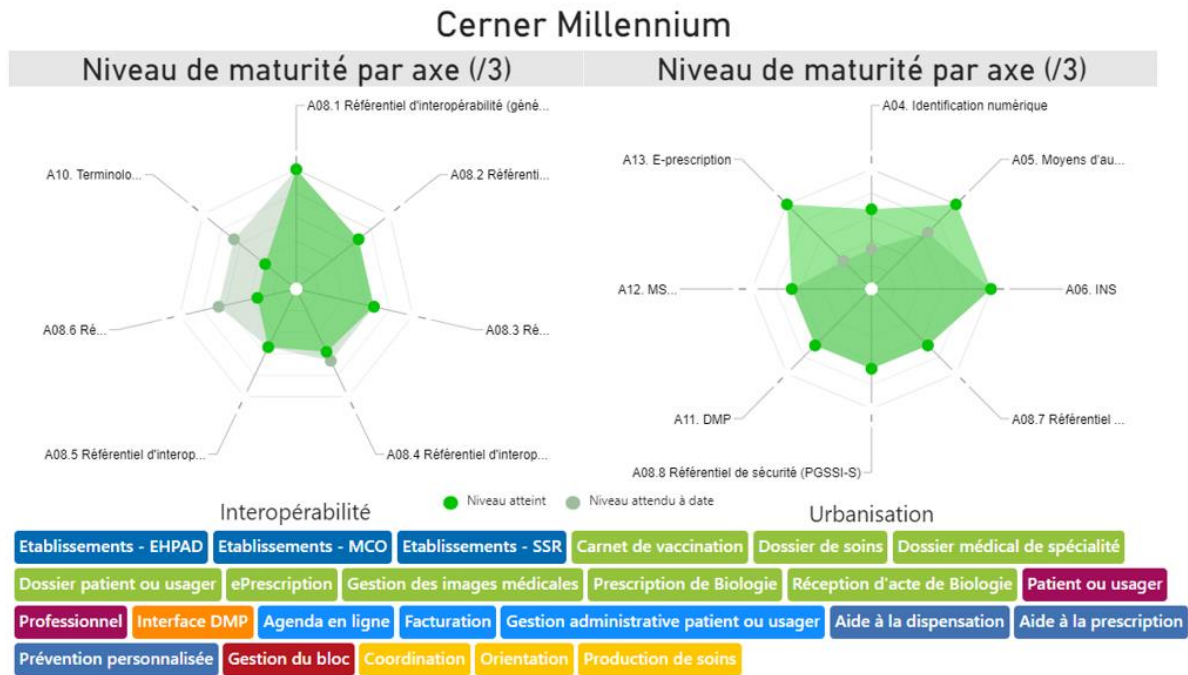 Cerner Millennium
Niveau de maturité par axe (/3)
Niveau de maturité par axe (/3)
A08.1 Référentiel d'interopérabilité (géné...
A10. Terminolo...
A08.2 Référenti...
A08.6 Ré...
A08.3 Ré...
A08.5 Référentiel d'interop...
A08.4 Référentiel d'interop...
A04. Identification numérique
A13. E-prescription
A05. Moyens d'au...
A12. MS...
A06. INS
A11. DMP
A08.7 Référentiel ...
A08.8 Référentiel de sécurité (PGSSI-S)
Niveau atteint
Niveau attendu à date
Interopérabilité
Urbanisation
Etablissements - EHPAD Etablissements - MCO Etablissements - SSR Carnet de vaccination Dossier de soins Dossier médical de spécialité
Dossier patient ou usager ePrescription Gestion des images médicales Prescription de Biologie Réception d'acte de Biologie Patient ou usager
Professionnel Interface DMP Agenda en ligne Facturation Gestion administrative patient ou usager Aide à la dispensation Aide à la prescription
Prévention personnalisée Gestion du bloc Coordination Orientation Production de soins